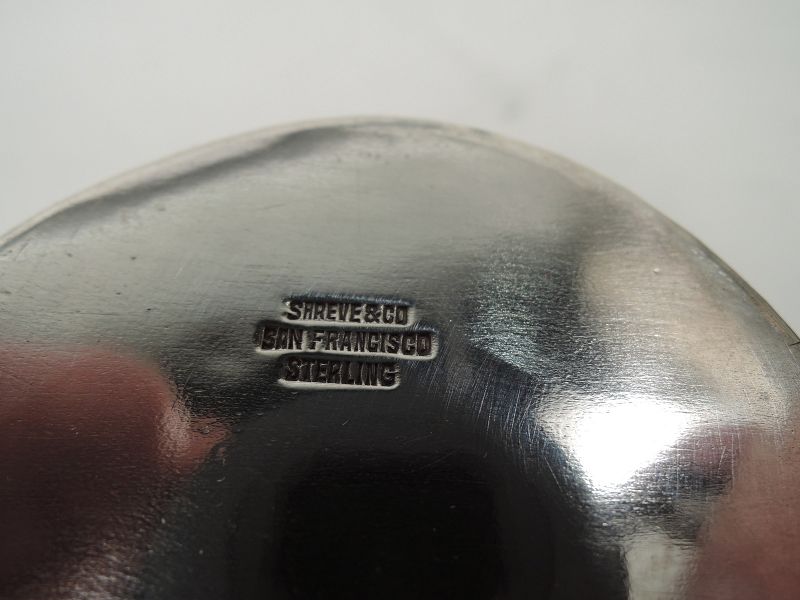 SHREVE & CO
SAN FRANCISCO
STERLING